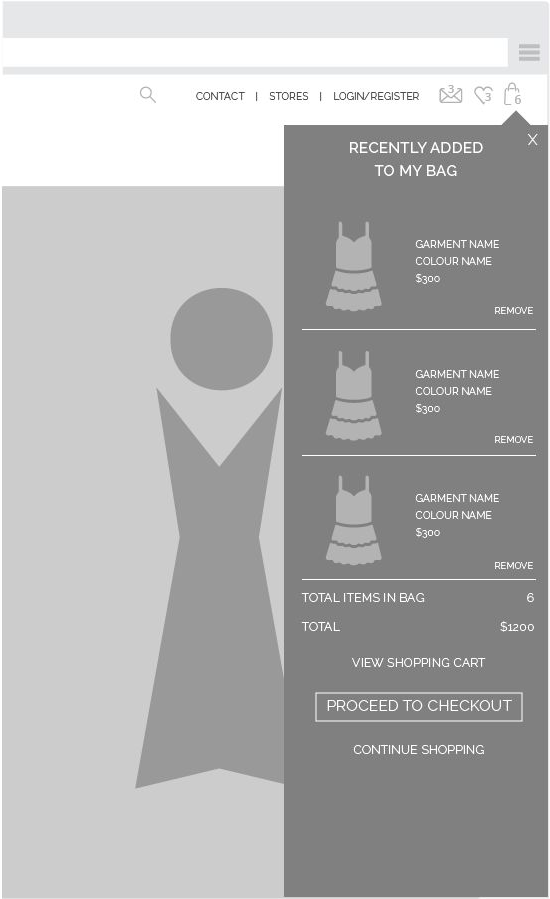 CONTACT | STORES | LOGIN/REGISTER 3 3 6
X
RECENTLY ADDED
TO MY BAG
GARMENT NAME
COLOUR NAME
$300
REMOVE
GARMENT NAME
COLOUR NAME
$300
REMOVE
GARMENT NAME
COLOUR NAME
$300
REMOVE
TOTAL ITEMS IN BAG 6
TOTAL $1200
VIEW SHOPPING CART
PROCEED TO CHECKOUT
CONTINUE SHOPPING